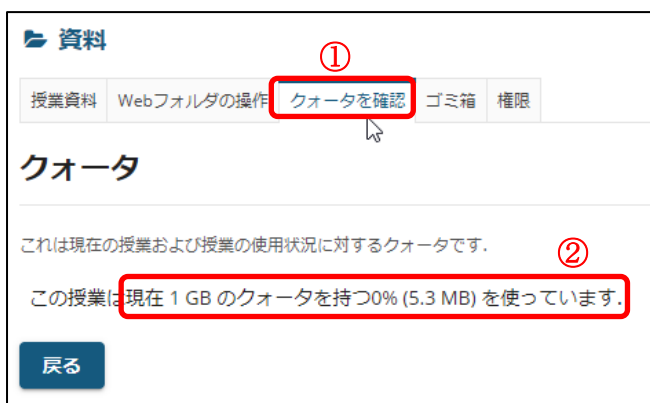 資料
①
授業資料 Webフォルダの操作 クォータを確認 ゴミ箱 権限
クォータ
これは現在の授業および授業の使用状況に対するクォータです.
②
この授業は現在 1 GB のクォータを持つ0% (5.3 MB) を使っています.
戻る